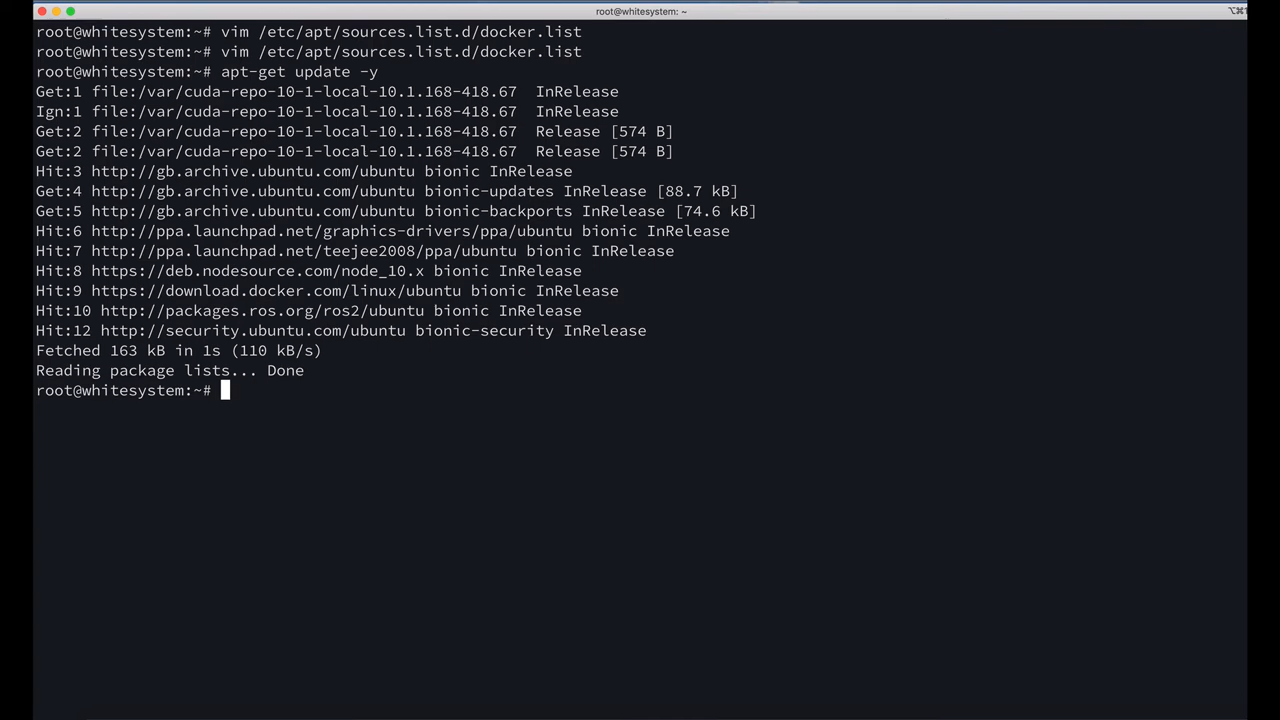 root@whitesystem: ~
root@whitesystem:~# vim /etc/apt/sources.list.d/docker.list
root@whitesystem:~# vim /etc/apt/sources.list.d/docker.list
root@whitesystem:~# apt-get update -y
Get:1 file:/var/cuda-repo-10-1-local-10.1.168-418.67  InRelease
Ign:1 file:/var/cuda-repo-10-1-local-10.1.168-418.67  InRelease
Get:2 file:/var/cuda-repo-10-1-local-10.1.168-418.67  Release [574 B]
Get:2 file:/var/cuda-repo-10-1-local-10.1.168-418.67  Release [574 B]
Hit:3 http://gb.archive.ubuntu.com/ubuntu bionic InRelease
Get:4 http://gb.archive.ubuntu.com/ubuntu bionic-updates InRelease [88.7 kB]
Get:5 http://gb.archive.ubuntu.com/ubuntu bionic-backports InRelease [74.6 kB]
Hit:6 http://ppa.launchpad.net/graphics-drivers/ppa/ubuntu bionic InRelease
Hit:7 http://ppa.launchpad.net/teejee2008/ppa/ubuntu bionic InRelease
Hit:8 https://deb.nodesource.com/node_10.x bionic InRelease
Hit:9 https://download.docker.com/linux/ubuntu bionic InRelease
Hit:10 http://packages.ros.org/ros2/ubuntu bionic InRelease
Hit:12 http://security.ubuntu.com/ubuntu bionic-security InRelease
Fetched 163 kB in 1s (110 kB/s)
Reading package lists... Done
root@whitesystem:~#